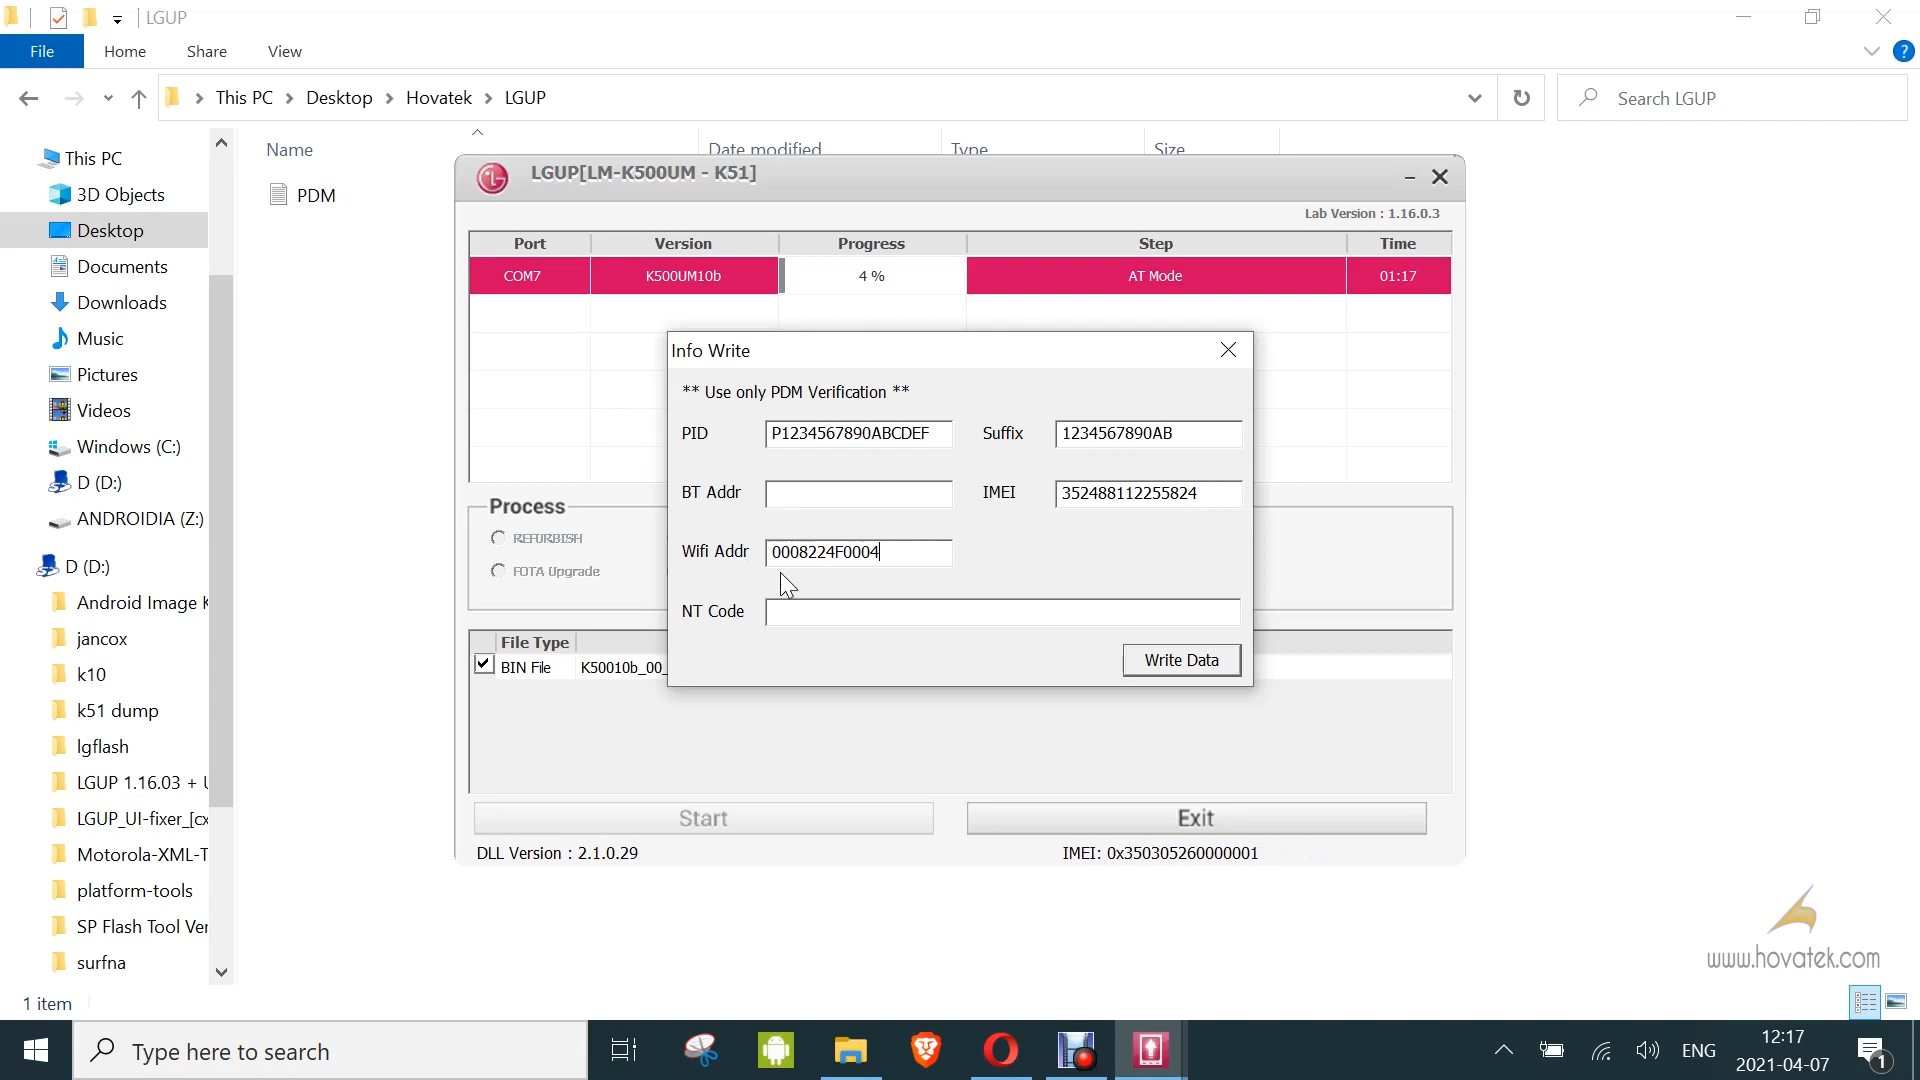 LGUP
File Home Share View
This PC > Desktop > Hovatek > LGUP
Search LGUP
Name Date modified Type Size
PDM
This PC
3D Objects
Desktop
Documents
Downloads
Music
Pictures
Videos
Windows (C:)
D (D:)
ANDROIDIA (Z:)
D (D:)
Android Image K
jancox
k10
k51 dump
lgflash
LGUP 1.16.03 + U
LGUP_UI-fixer_[cx
Motorola-XML-T
platform-tools
SP Flash Tool Ver
surfna
1 item
LGUP[LM-K500UM - K51]
Lab Version : 1.16.0.3
Port Version Progress Step Time
COM7 K500UM10b 4 % AT Mode 01:17
Info Write
** Use only PDM Verification **
PID P1234567890ABCDEF Suffix 1234567890AB
BT Addr IMEI 352488112255824
Wifi Addr 0008224F0004
NT Code
Write Data
Process
REFURBISH
FOTA Upgrade
File Type
BIN File K50010b_00_
Start Exit
DLL Version : 2.1.0.29 IMEI: 0x350305260000001
www.hovatek.com
Type here to search
ENG
12:17
2021-04-07
1